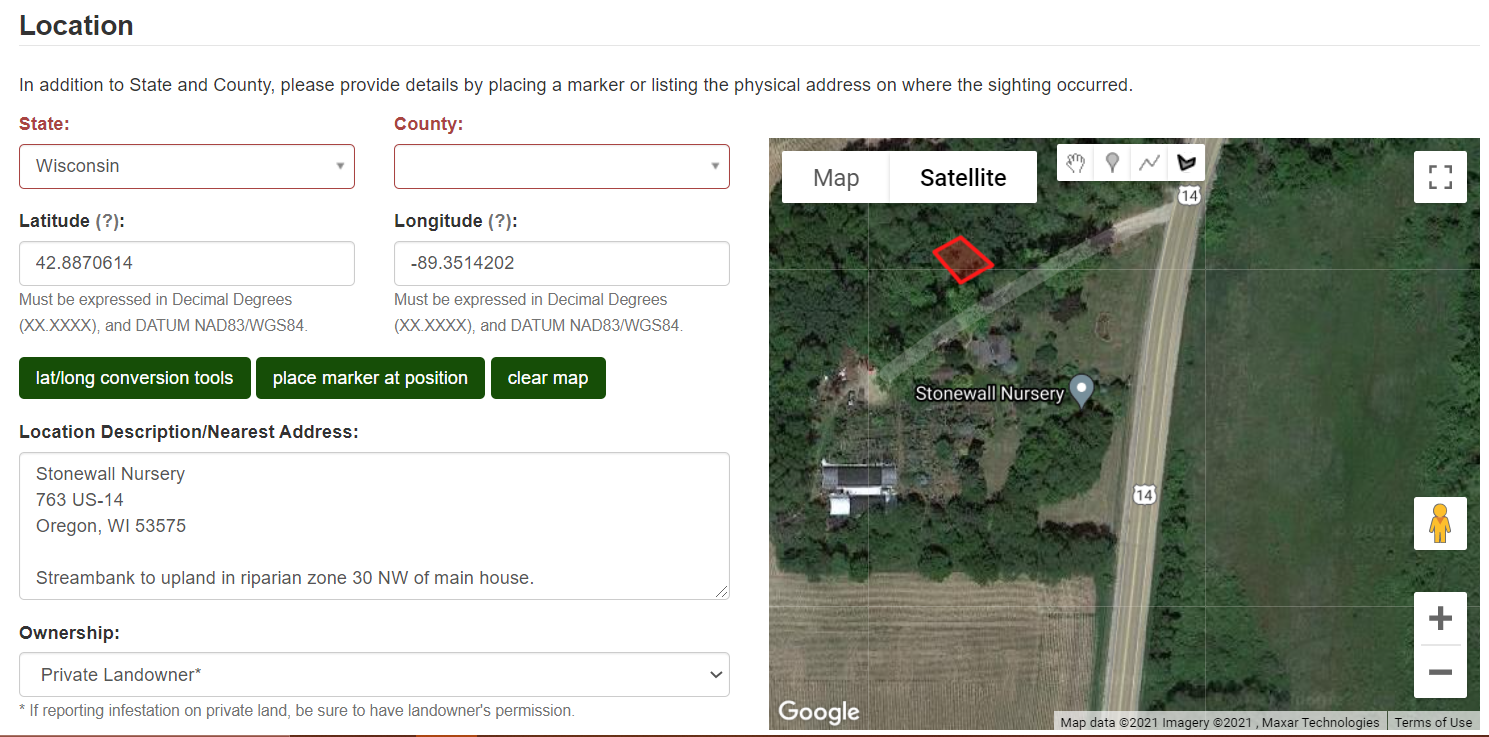 Location
In addition to State and County, please provide details by placing a marker or listing the physical address on where the sighting occurred.
State:
County:
Wisconsin
Latitude (?):
Longitude (?):
42.8870614
-89.3514202
Must be expressed in Decimal Degrees
(XX.XXXX), and DATUM NAD83/WGS84.
Must be expressed in Decimal Degrees
(XX.XXXX), and DATUM NAD83/WGS84.
lat/long conversion tools
place marker at position
clear map
Location Description/Nearest Address:
Stonewall Nursery
763 US-14
Oregon, WI 53575
Streambank to upland in riparian zone 30 NW of main house.
Ownership:
Private Landowner*
* If reporting infestation on private land, be sure to have landowner's permission.
Map
Satellite
14
Stonewall Nursery
14
Google
Map data ©2021 Imagery ©2021 , Maxar Technologies
Terms of Use